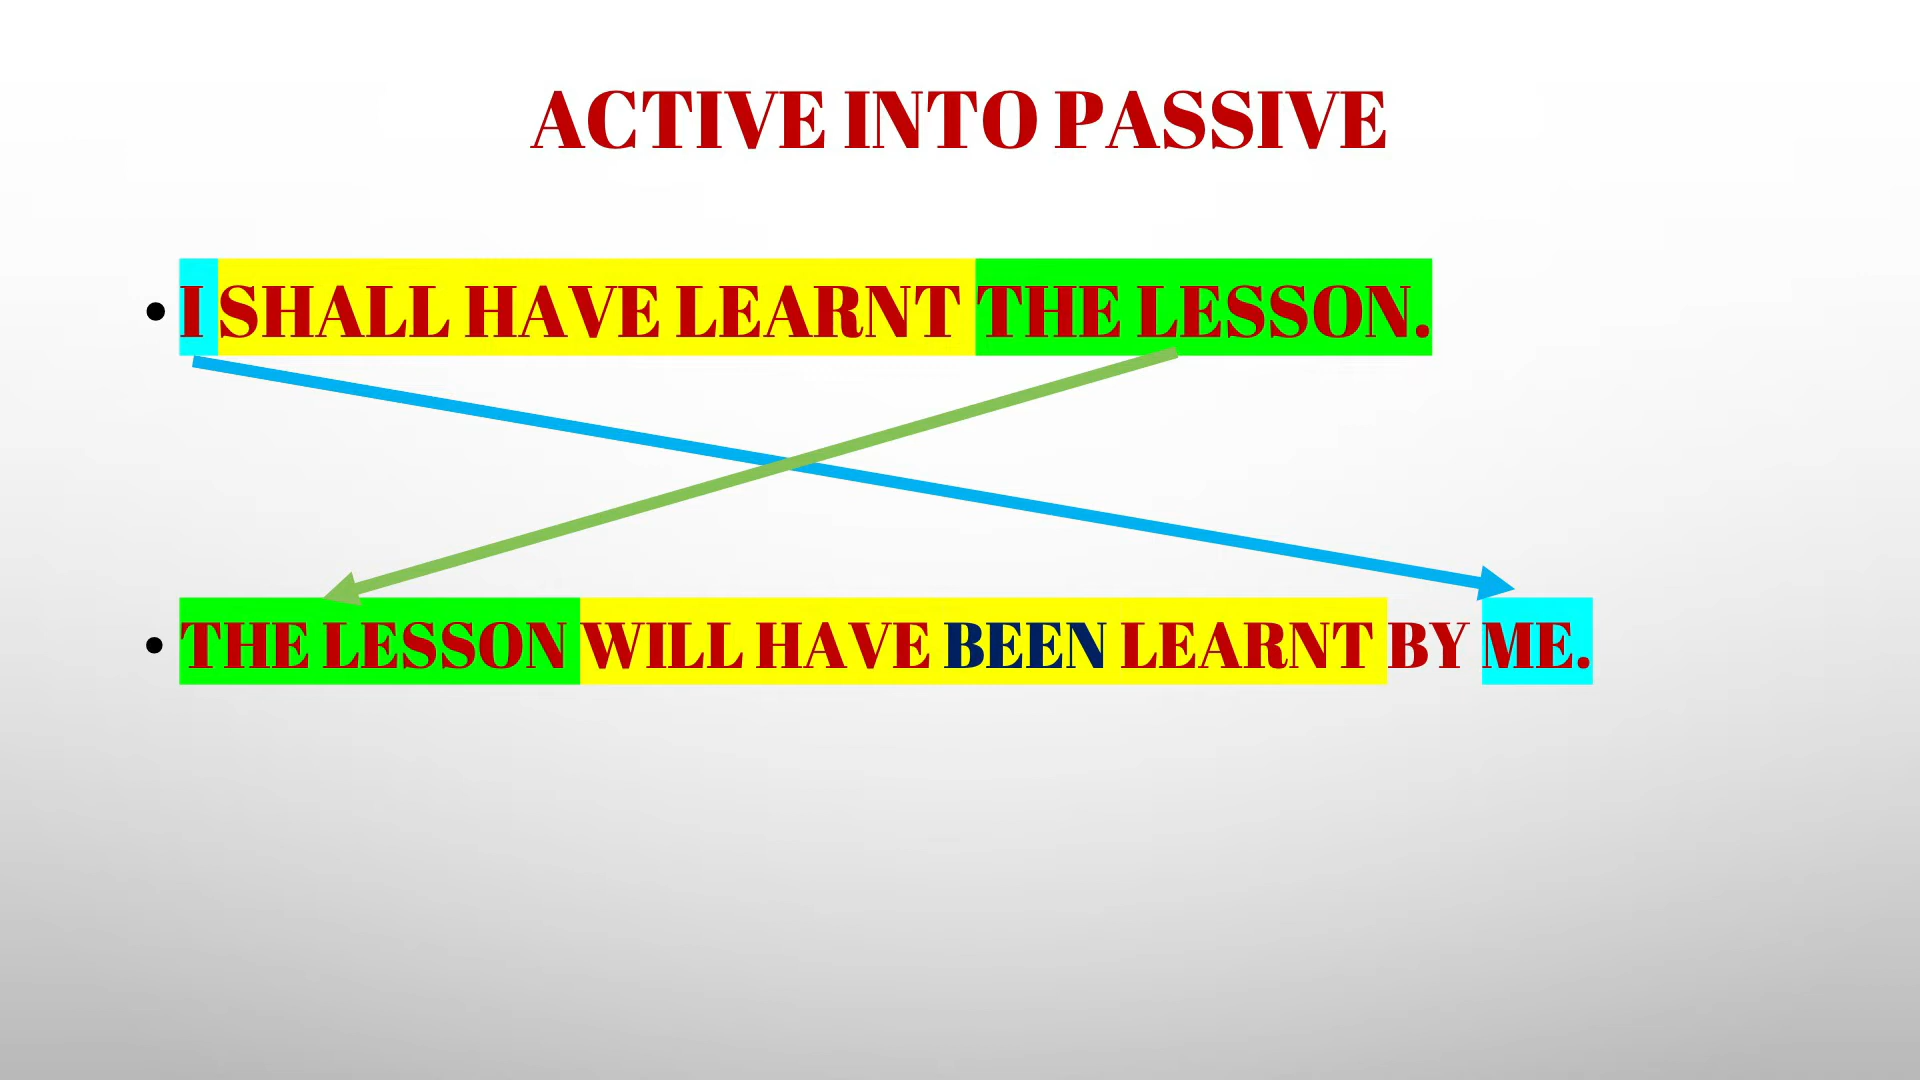 ACTIVE INTO PASSIVE
• I SHALL HAVE LEARNT THE LESSON.
• THE LESSON WILL HAVE BEEN LEARNT BY ME.